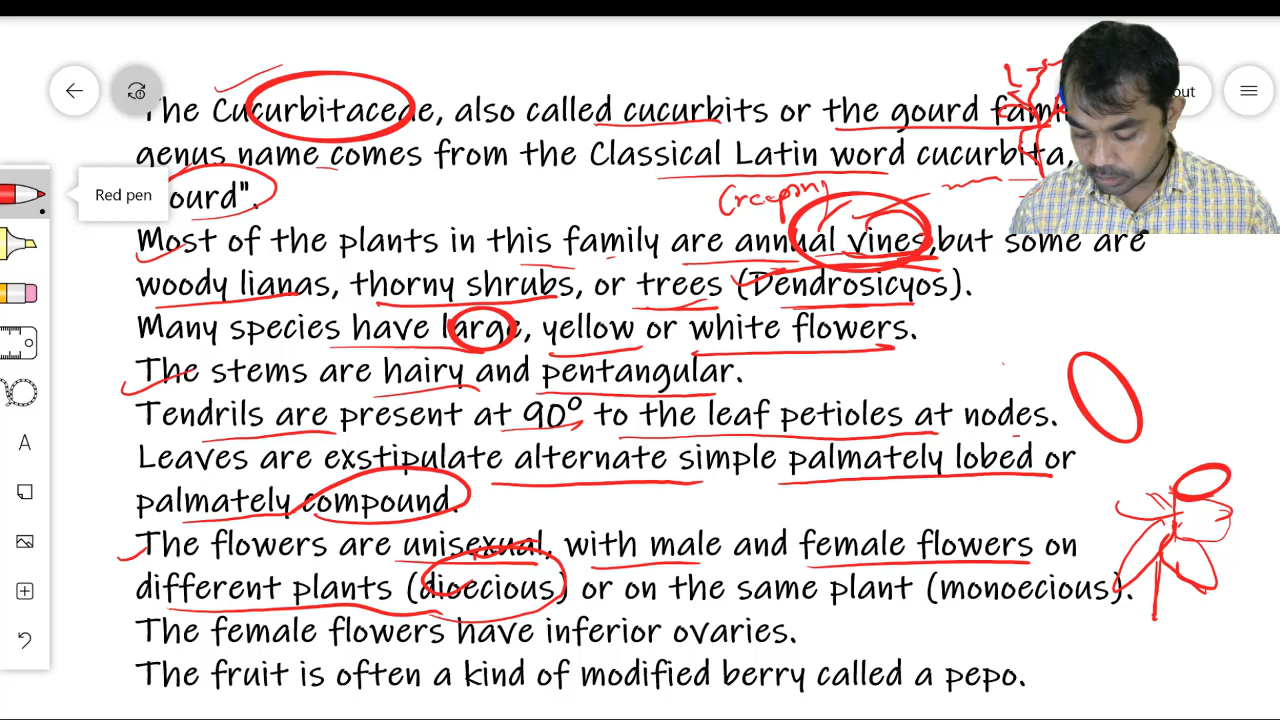 The Cucurbitaceae, also called cucurbits or the gourd fam
genus name comes from the Classical Latin word cucurbita,
ourd".
Creeping
Most of the plants in this family are annual vines,but some are
woody lianas, thorny shrubs, or trees (Dendrosicyos).
Many species have large, yellow or white flowers.
The stems are hairy and pentangular.
Tendrils are present at 90° to the leaf petioles at nodes.
Leaves are exstipulate alternate simple palmately lobed or
palmately compound.
The flowers are unisexual, with male and female flowers on
different plants (dioecious) or on the same plant (monoecious).
The female flowers have inferior ovaries.
The fruit is often a kind of modified berry called a pepo.
Red pen
out
A